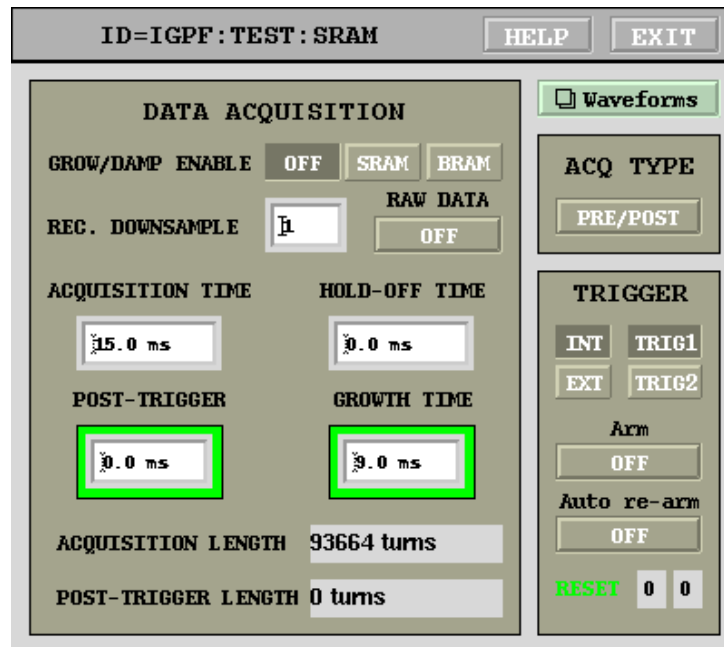 ID=IGPF:TEST:SRAM HELP EXIT
DATA ACQUISITION
GROW/DAMP ENABLE OFF SRAM BRAM
REC. DOWNSAMPLE 1
RAW DATA
OFF
ACQUISITION TIME HOLD-OFF TIME
15.0 ms 0.0 ms
POST-TRIGGER GROWTH TIME
0.0 ms 9.0 ms
ACQUISITION LENGTH 93664 turns
POST-TRIGGER LENGTH 0 turns
Waveforms
ACQ TYPE
PRE/POST
TRIGGER
INT TRIG1
EXT TRIG2
Arm
OFF
Auto re-arm
OFF
RESET 0 0